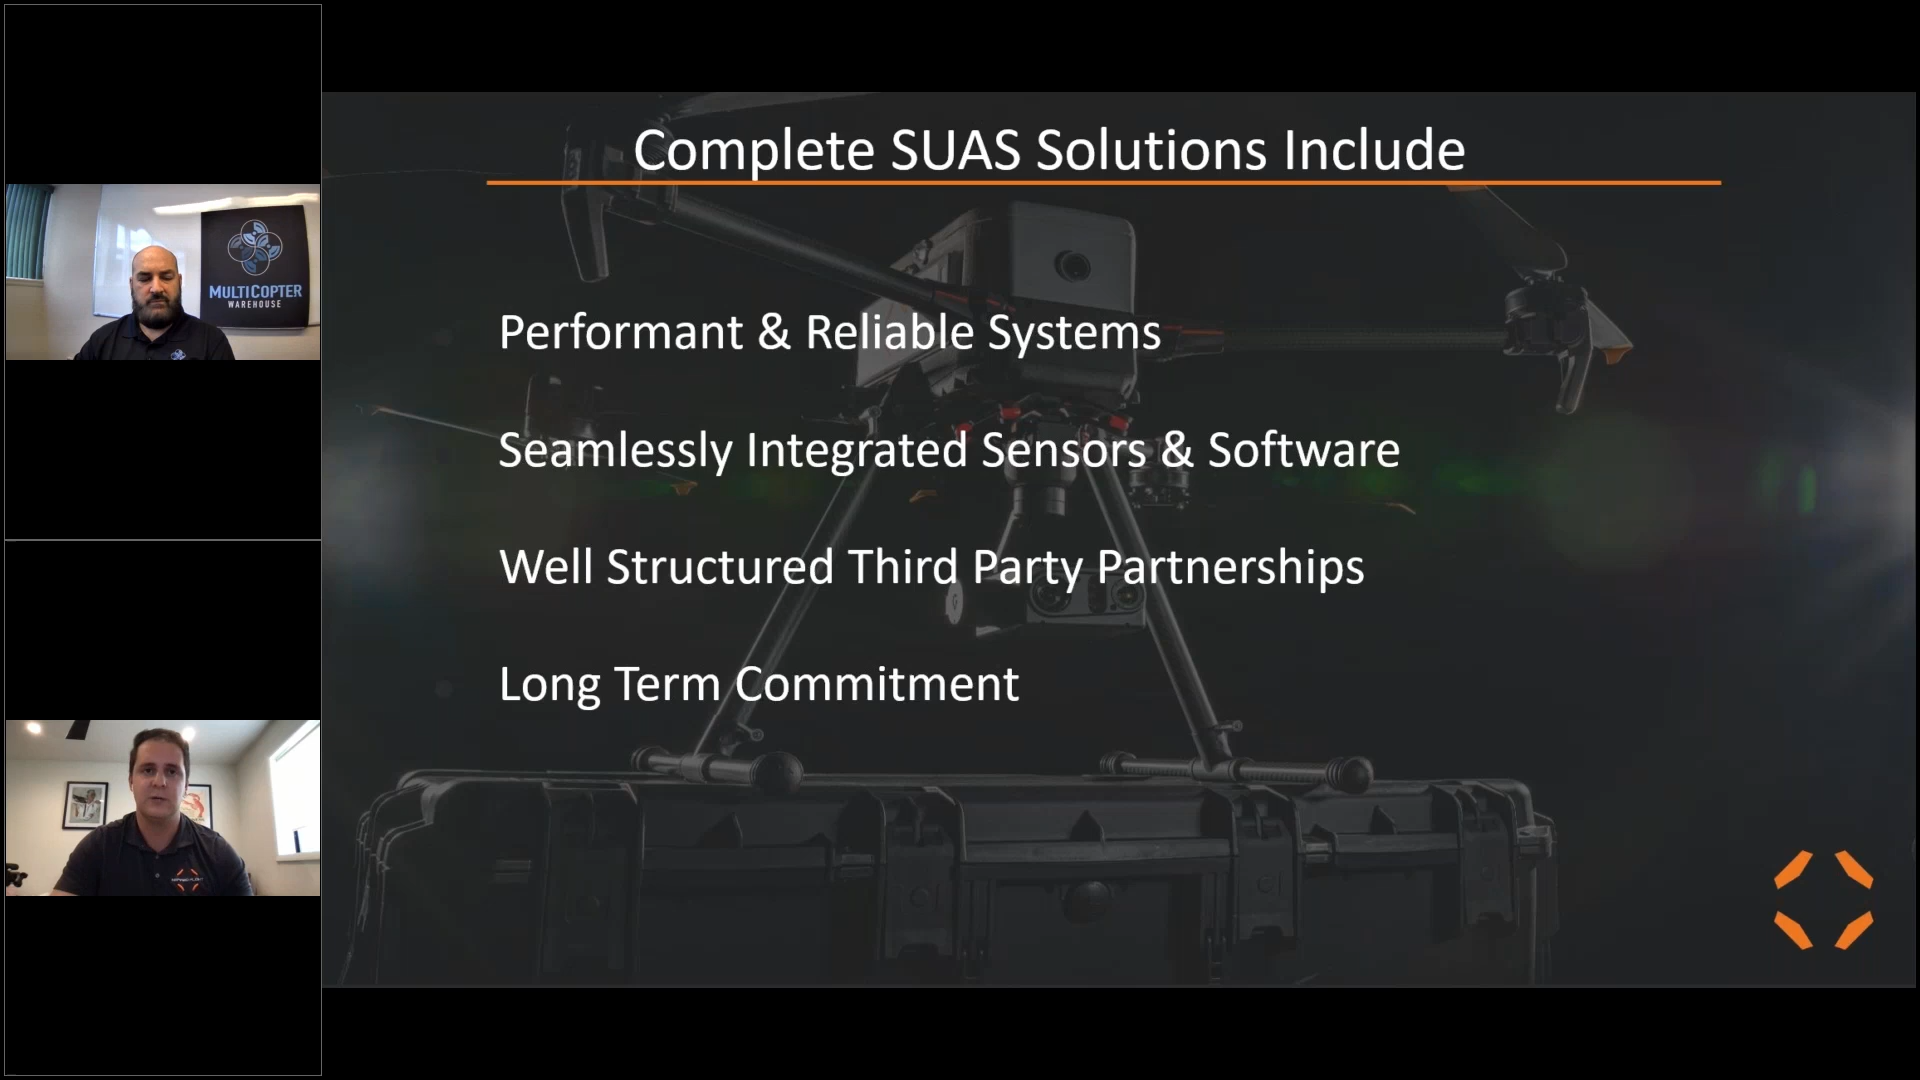 Complete SUAS Solutions Include
Performant & Reliable Systems
Seamlessly Integrated Sensors & Software
Well Structured Third Party Partnerships
Long Term Commitment
MULTICOPTER
WAREHOUSE